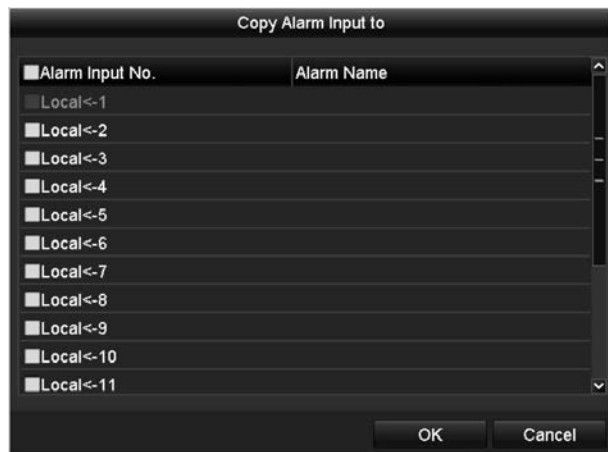 Copy Alarm Input to
Alarm Input No. Alarm Name
Local<-1
Local<-2
Local<-3
Local<-4
Local<-5
Local<-6
Local<-7
Local<-8
Local<-9
Local<-10
Local<-11
OK Cancel